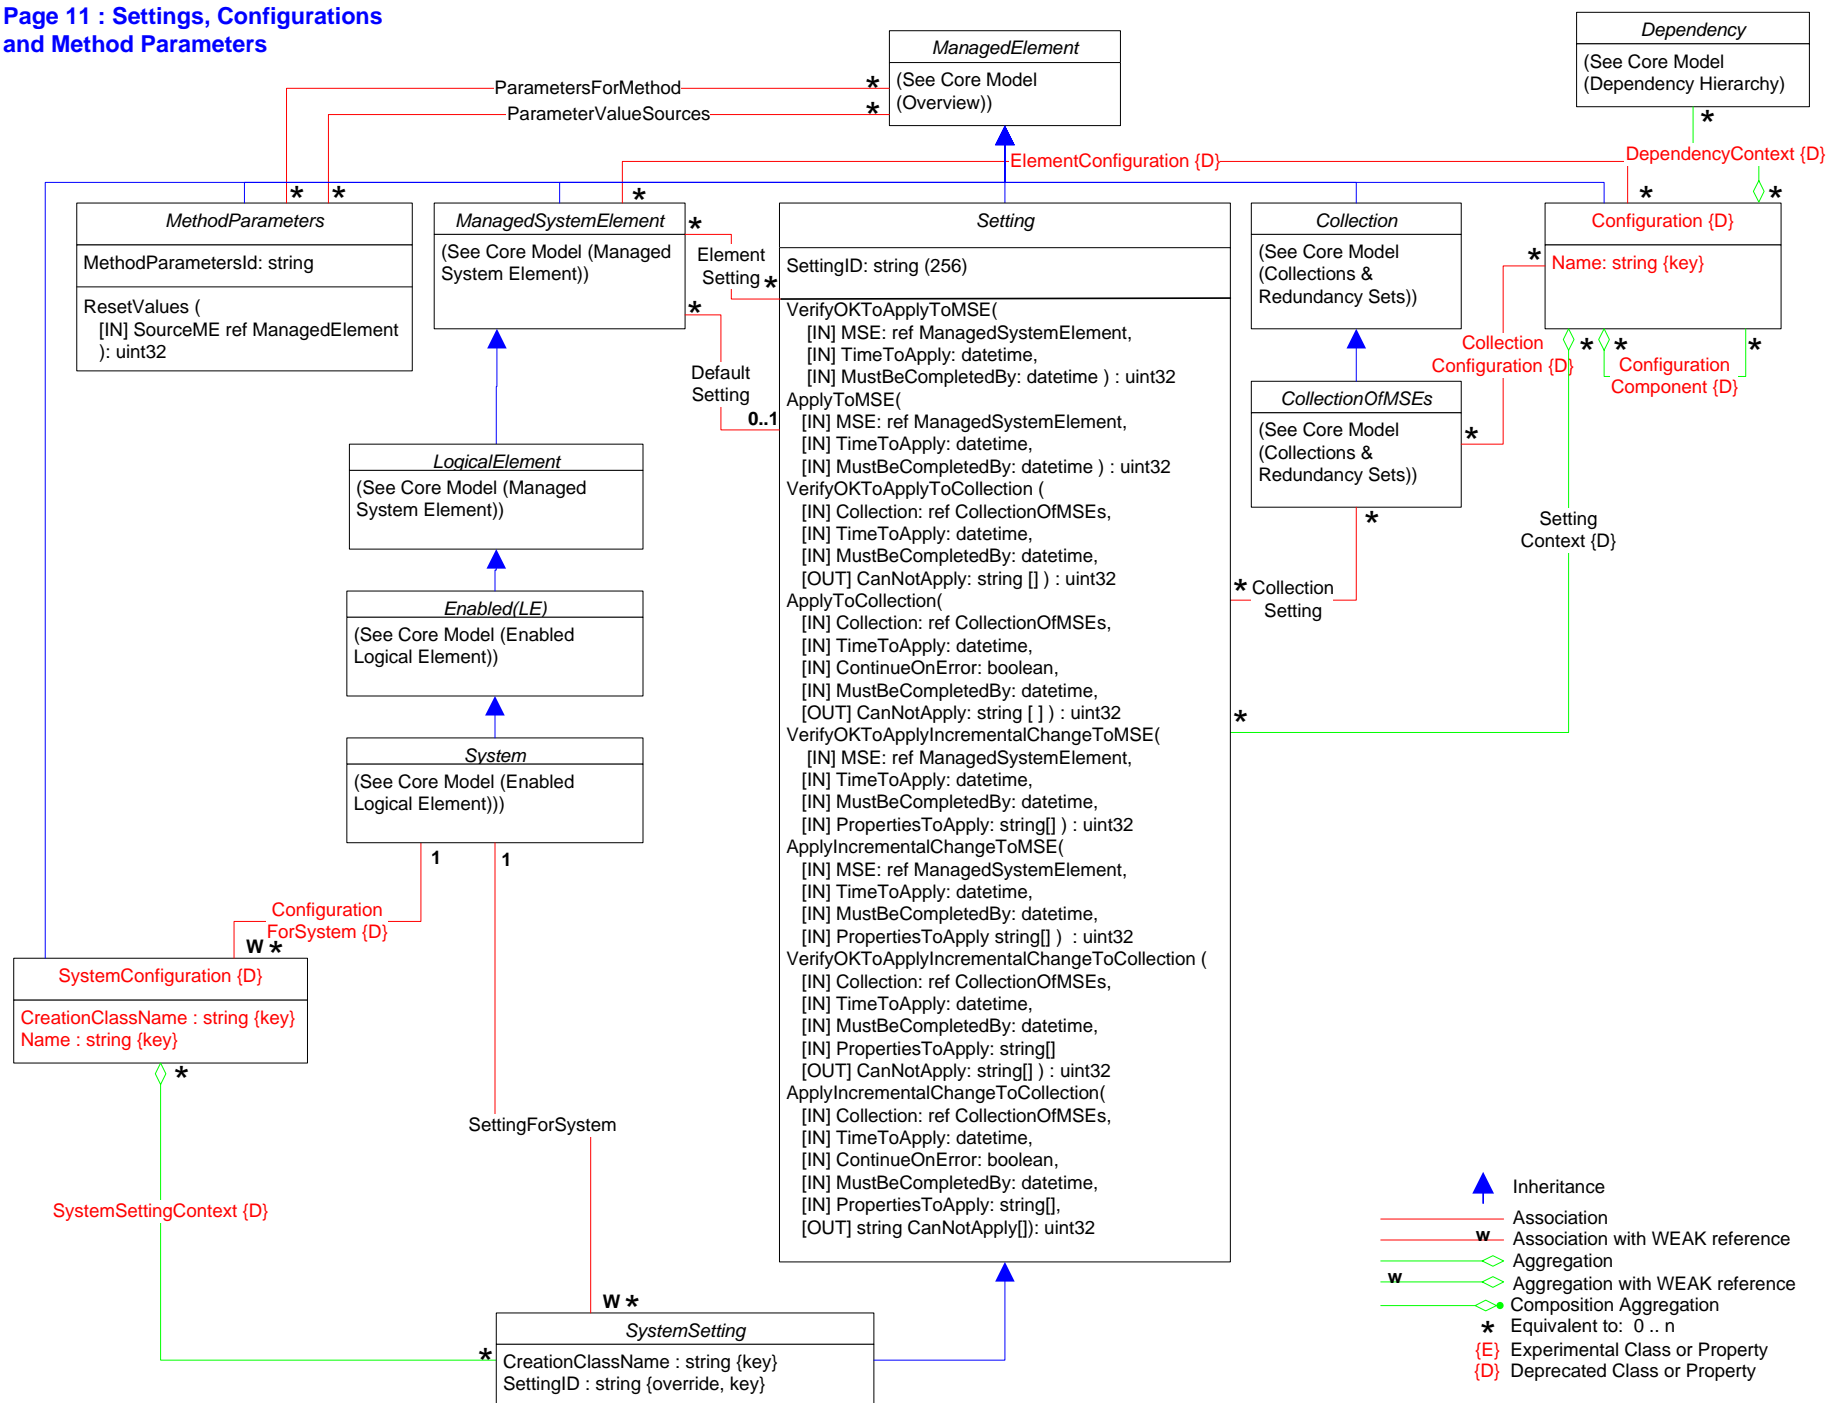 Page 11 : Settings, Configurations
and Method Parameters
ManagedElement
(See Core Model
(Overview))
Dependency
(See Core Model
(Dependency Hierarchy)
ParametersForMethod
*
ParameterValueSources
*
*
ElementConfiguration {D}
DependencyContext {D}
*
*
*
*
*
MethodParameters
MethodParametersId: string
ResetValues (
[IN] SourceME ref ManagedElement
): uint32
ManagedSystemElement
(See Core Model (Managed
System Element))
*
Element
Setting
*
*
Default
Setting
0..1
Setting
SettingID: string (256)
VerifyOKToApplyToMSE(
[IN] MSE: ref ManagedSystemElement,
[IN] TimeToApply: datetime,
[IN] MustBeCompletedBy: datetime ) : uint32
ApplyToMSE(
[IN] MSE: ref ManagedSystemElement,
[IN] TimeToApply: datetime,
[IN] MustBeCompletedBy: datetime ) : uint32
VerifyOKToApplyToCollection (
[IN] Collection: ref CollectionOfMSEs,
[IN] TimeToApply: datetime,
[IN] MustBeCompletedBy: datetime,
[OUT] CanNotApply: string [] ) : uint32
ApplyToCollection(
[IN] Collection: ref CollectionOfMSEs,
[IN] TimeToApply: datetime,
[IN] ContinueOnError: boolean,
[IN] MustBeCompletedBy: datetime,
[OUT] CanNotApply: string [ ] ) : uint32
VerifyOKToApplyIncrementalChangeToMSE(
[IN] MSE: ref ManagedSystemElement,
[IN] TimeToApply: datetime,
[IN] MustBeCompletedBy: datetime,
[IN] PropertiesToApply: string[] ) : uint32
ApplyIncrementalChangeToMSE(
[IN] MSE: ref ManagedSystemElement,
[IN] TimeToApply: datetime,
[IN] MustBeCompletedBy: datetime,
[IN] PropertiesToApply string[] )  : uint32
VerifyOKToApplyIncrementalChangeToCollection (
[IN] Collection: ref CollectionOfMSEs,
[IN] TimeToApply: datetime,
[IN] MustBeCompletedBy: datetime,
[IN] PropertiesToApply: string[]
[OUT] CanNotApply: string[] ) : uint32
ApplyIncrementalChangeToCollection(
[IN] Collection: ref CollectionOfMSEs,
[IN] TimeToApply: datetime,
[IN] ContinueOnError: boolean,
[IN] MustBeCompletedBy: datetime,
[IN] PropertiesToApply: string[],
[OUT] string CanNotApply[]): uint32
Collection
(See Core Model
(Collections &
Redundancy Sets))
Configuration {D}
Name: string {key}
*
Collection
Configuration {D}
* *
Configuration
Component {D}
*
CollectionOfMSEs
(See Core Model
(Collections &
Redundancy Sets))
*
*
Setting
Context {D}
* Collection
Setting
*
LogicalElement
(See Core Model (Managed
System Element))
Enabled(LE)
(See Core Model (Enabled
Logical Element))
System
(See Core Model (Enabled
Logical Element)))
1
1
Configuration
ForSystem {D}
W *
SystemConfiguration {D}
CreationClassName : string {key}
Name : string {key}
*
SettingForSystem
SystemSettingContext {D}
W *
*
SystemSetting
CreationClassName : string {key}
SettingID : string {override, key}
Inheritance
Association
w Association with WEAK reference
Aggregation
w Aggregation with WEAK reference
Composition Aggregation
* Equivalent to:  0 .. n
{E} Experimental Class or Property
{D} Deprecated Class or Property